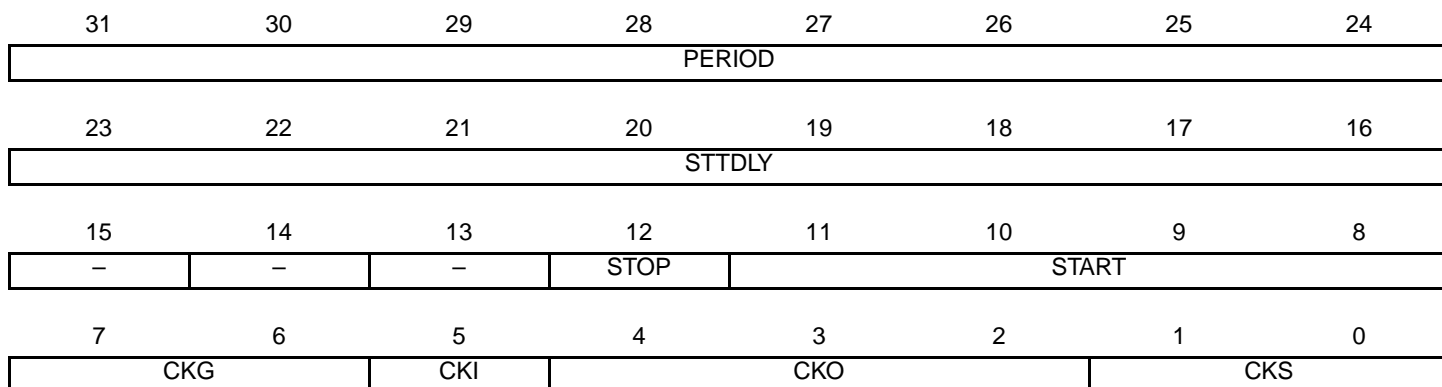 31 30 29 28 27 26 25 24
PERIOD
23 22 21 20 19 18 17 16
STTDLY
15 14 13 12 11 10 9 8
– – – STOP START
7 6 5 4 3 2 1 0
CKG CKI CKO CKS